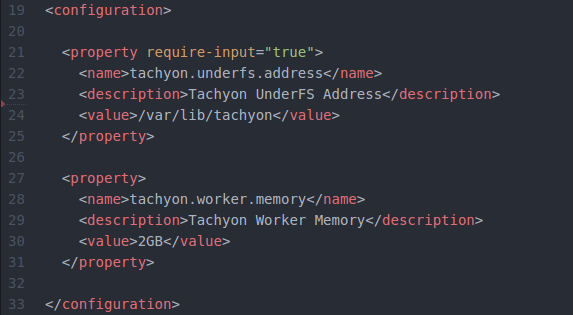 19 <configuration>
20
21 <property require-input="true">
22 <name>tachyon.underfs.address</name>
23 <description>Tachyon UnderFS Address</description>
24 <value>/var/lib/tachyon</value>
25 </property>
26
27 <property>
28 <name>tachyon.worker.memory</name>
29 <description>Tachyon Worker Memory</description>
30 <value>2GB</value>
31 </property>
32
33 </configuration>